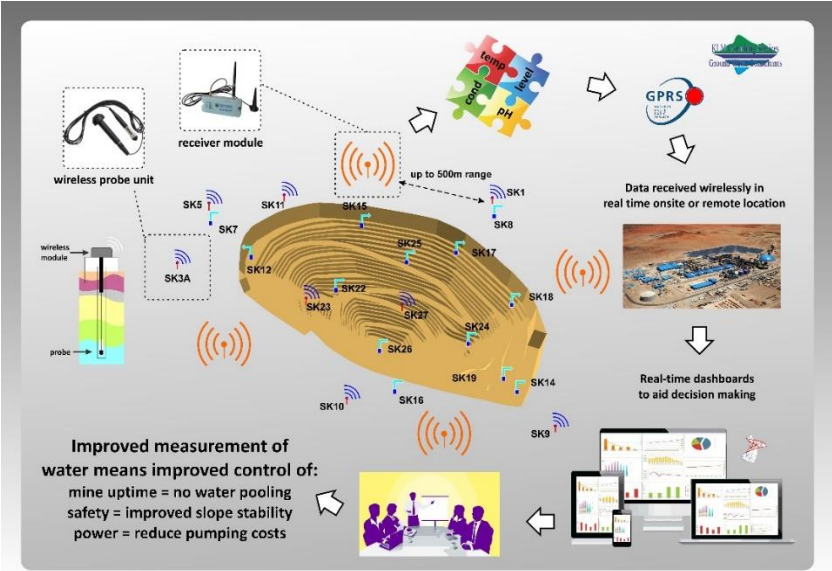 temp
level
cond
pH
GPRS
receiver module
wireless probe unit
up to 500m range
Data received wirelessly in
real time onsite or remote location
SK1
SK8
SK11
SK5
SK7
SK15
SK25
SK17
SK12
SK3A
SK22
SK23
SK27
SK18
SK24
SK26
SK19
SK14
SK16
SK10
SK9
wireless
module
probe
Real-time dashboards
to aid decision making
Improved measurement of
water means improved control of:
mine uptime = no water pooling
safety = improved slope stability
power = reduce pumping costs